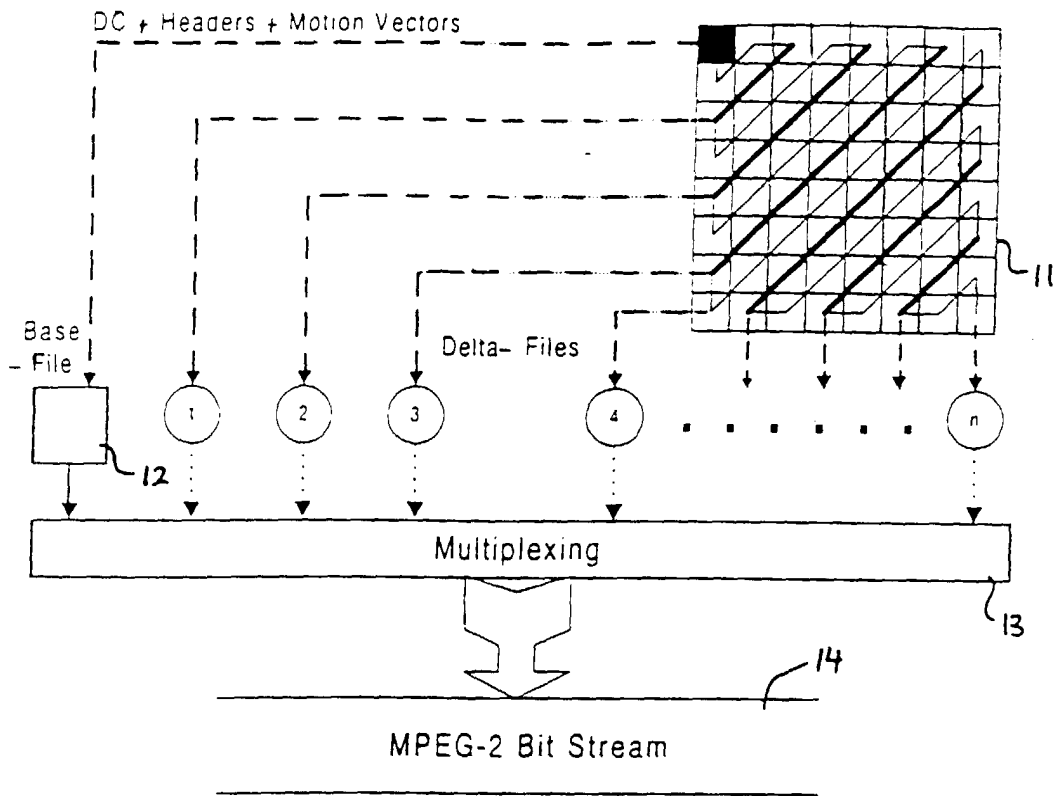 DC + Headers + Motion Vectors
11
Base
- File
Delta- Files
1
2
3
4
n
12
Multiplexing
13
14
MPEG-2 Bit Stream